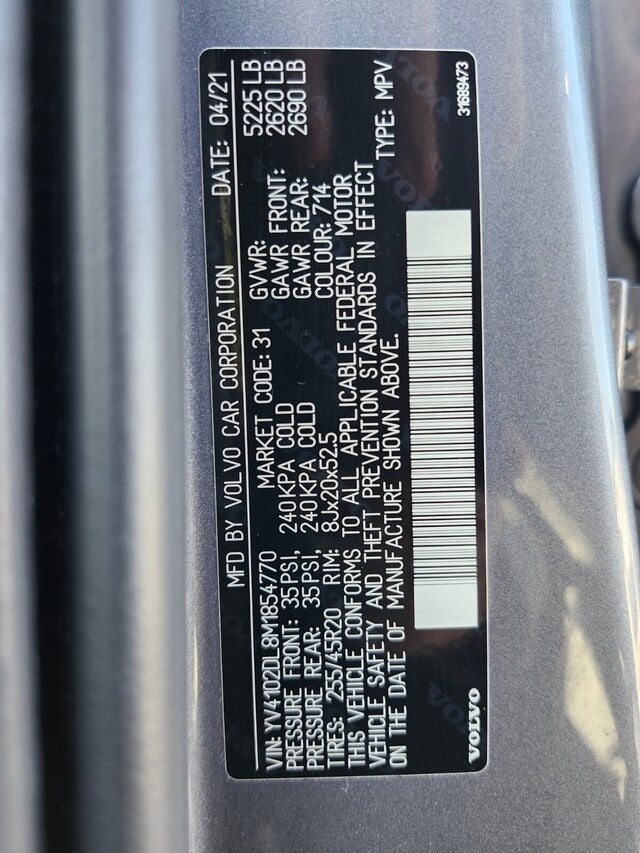 MFD BY VOLVO CAR CORPORATION DATE: 04/21
VIN: YV4102DL8M1854770 MARKET CODE: 31 GVWR: 5225 LB
PRESSURE FRONT: 35PSI, 240KPA COLD GAWR FRONT: 2620 LB
PRESSURE REAR: 35PSI, 240KPA COLD GAWR REAR: 2690 LB
TIRES: 255/45R20 RIM: 8Jx20x52.5 COLOUR: 714
THIS VEHICLE CONFORMS TO ALL APPLICABLE FEDERAL MOTOR
VEHICLE SAFETY AND THEFT PREVENTION STANDARDS IN EFFECT
ON THE DATE OF MANUFACTURE SHOWN ABOVE. TYPE: MPV
VOLVO 31689473